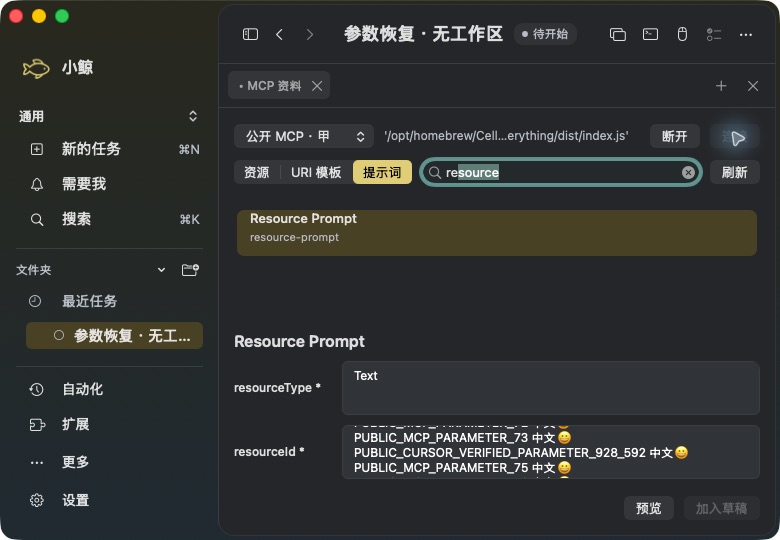 小鲸
通用
新的任务 ⌘N
需要我
搜索 ⌘K
文件夹
最近任务
参数恢复 · 无工...
自动化
扩展
更多
设置
参数恢复 · 无工作区
待开始
• MCP 资料
公开 MCP · 甲
'/opt/homebrew/Cell...erything/dist/index.js'
断开
资源
URI 模板
提示词
resource
刷新
Resource Prompt
resource-prompt
Resource Prompt
resourceType *
Text
resourceId *
PUBLIC_MCP_PARAMETER_73 中文😀
PUBLIC_CURSOR_VERIFIED_PARAMETER_928_592 中文😀
PUBLIC_MCP_PARAMETER_75 中文😀
预览
加入草稿